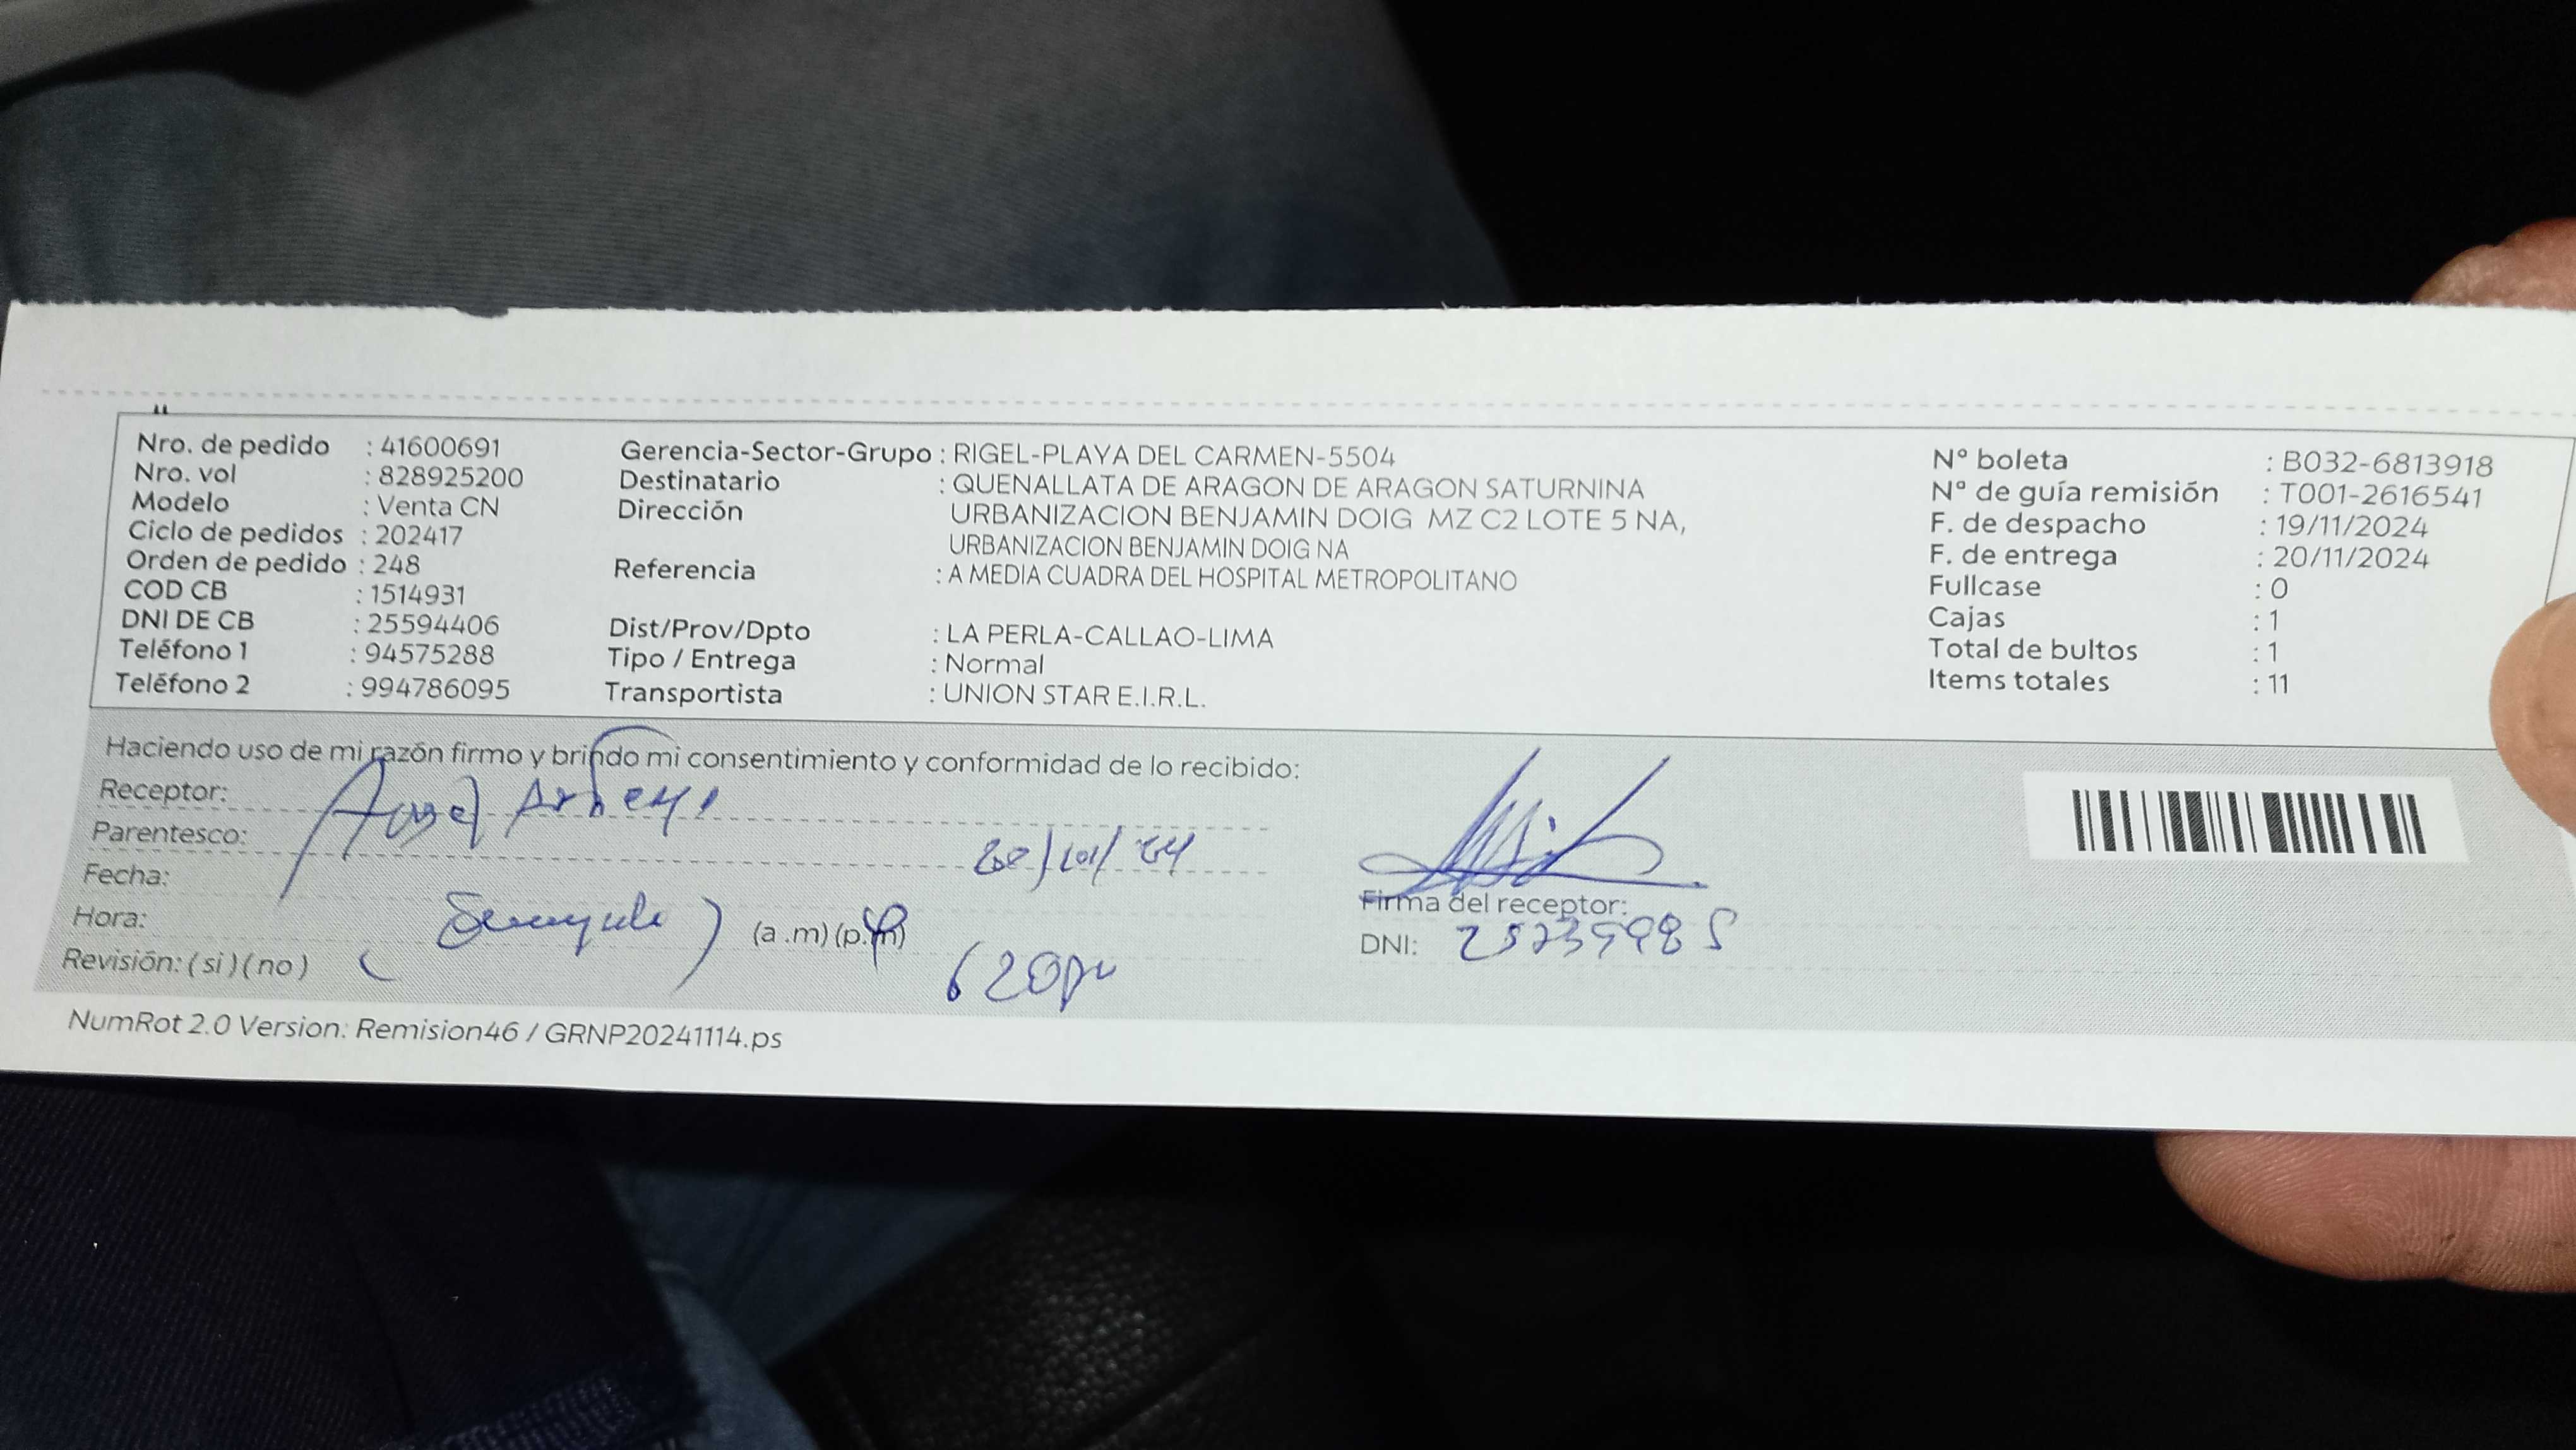 Nro. de pedido : 41600691
Nro. vol : 828925200
Modelo : Venta CN
Ciclo de pedidos : 202417
Orden de pedido : 248
COD CB : 1514931
DNI DE CB : 25594406
Teléfono 1 : 94575288
Teléfono 2 : 994786095
Gerencia-Sector-Grupo : RIGEL-PLAYA DEL CARMEN-5504
Destinatario : QUENALLATA DE ARAGON DE ARAGON SATURNINA
Dirección URBANIZACION BENJAMIN DOIG MZ C2 LOTE 5 NA,
URBANIZACION BENJAMIN DOIG NA
Referencia : A MEDIA CUADRA DEL HOSPITAL METROPOLITANO
Dist/Prov/Dpto : LA PERLA-CALLAO-LIMA
Tipo / Entrega : Normal
Transportista : UNION STAR E.I.R.L.
N° boleta : B032-6813918
N° de guía remisión : T001-2616541
F. de despacho : 19/11/2024
F. de entrega : 20/11/2024
Fullcase : 0
Cajas : 1
Total de bultos : 1
Items totales : 11
Haciendo uso de mi razón firmo y brindo mi consentimiento y conformidad de lo recibido:
Receptor:
Parentesco:
Fecha:
Hora: (a .m) (p.m)
Revisión: ( si ) ( no )
620pm
Firma del receptor:
DNI:
NumRot 2.0 Version: Remision46 / GRNP20241114.ps